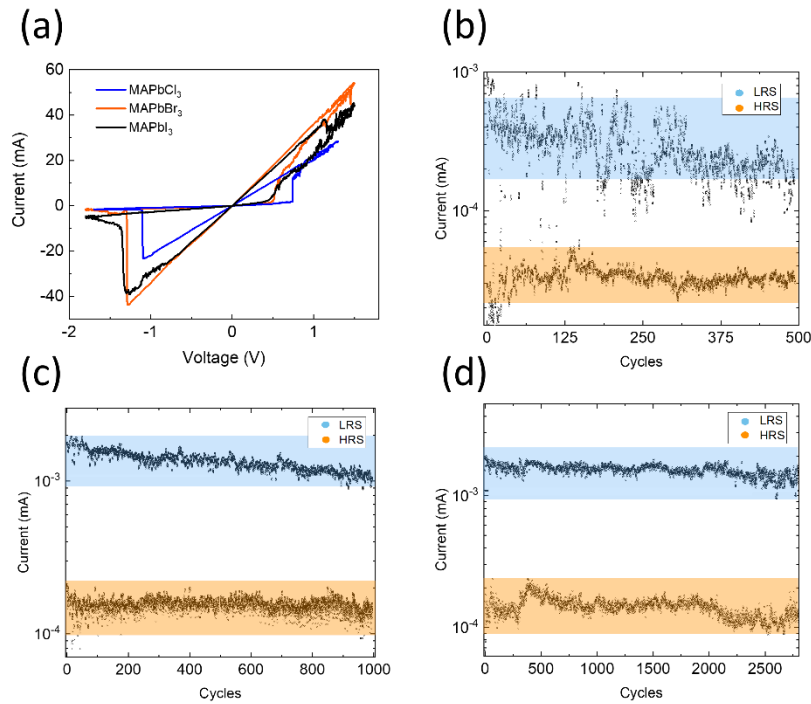 (a)
60
40
20
0
-20
-40
-2
-1
0
1
Current (mA)
Voltage (V)
MAPbCl₃
MAPbBr₃
MAPbI₃
(b)
10⁻³
10⁻⁴
0
125
250
375
500
Current (mA)
Cycles
LRS
HRS
(c)
10⁻³
10⁻⁴
0
200
400
600
800
1000
Current (mA)
Cycles
LRS
HRS
(d)
10⁻³
10⁻⁴
0
500
1000
1500
2000
2500
Current (mA)
Cycles
LRS
HRS